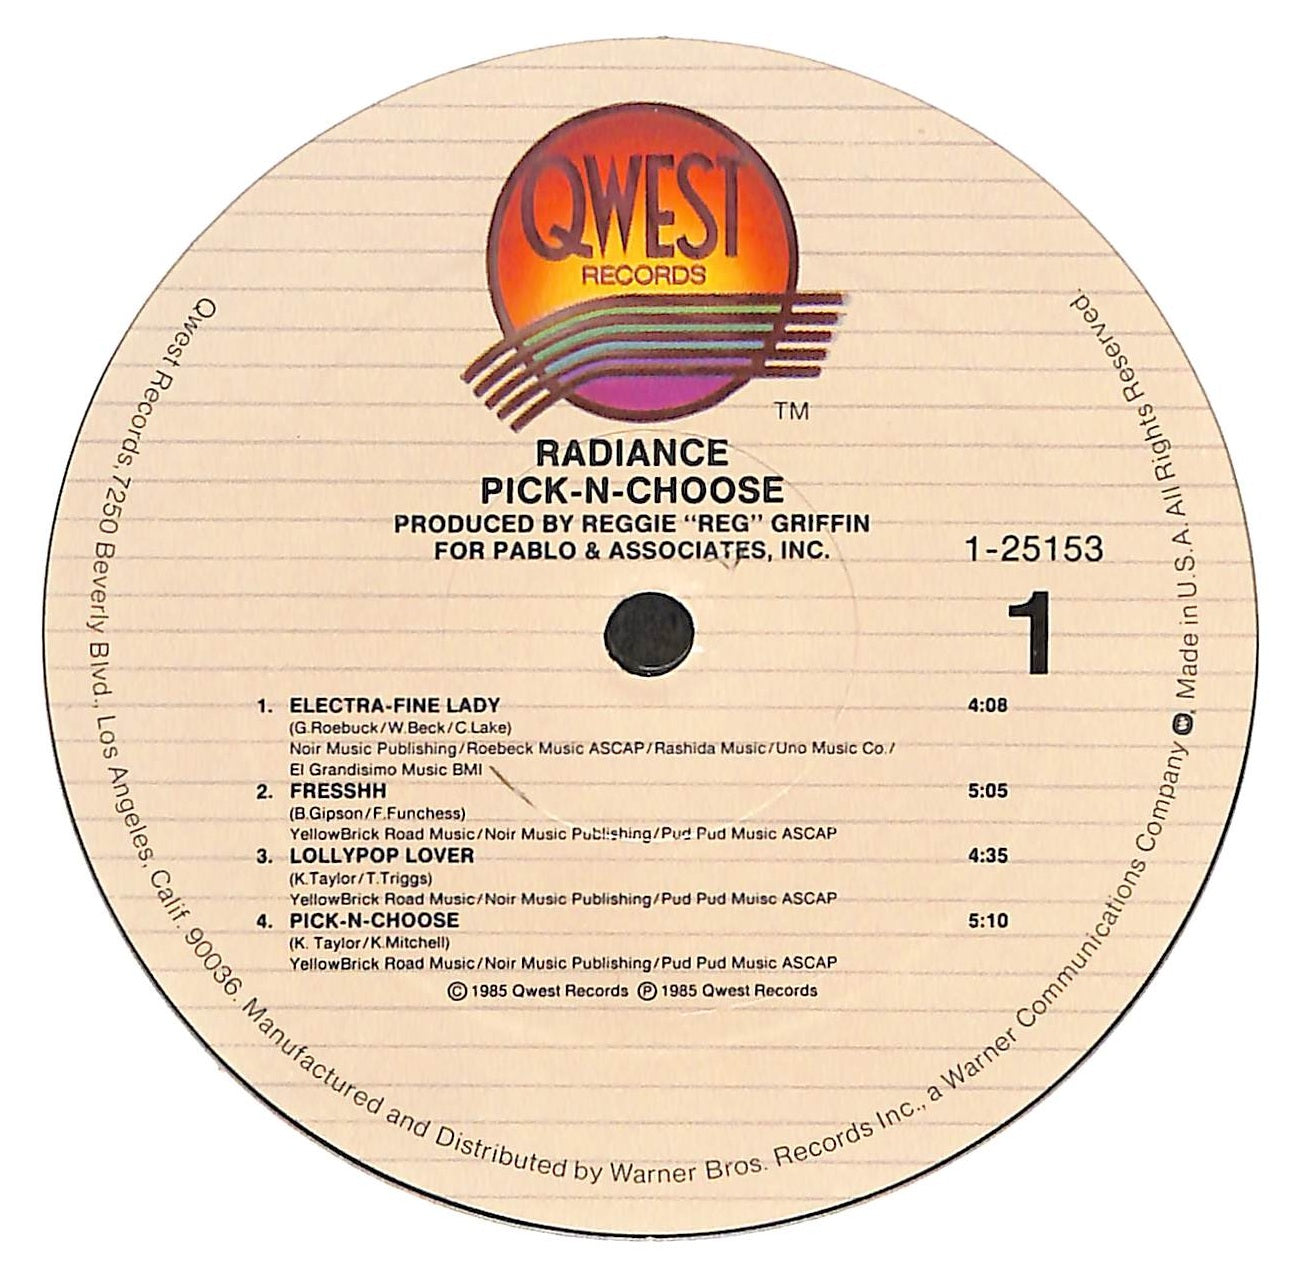 QWEST
RECORDS
TM
RADIANCE
PICK-N-CHOOSE
PRODUCED BY REGGIE “REG” GRIFFIN
FOR PABLO & ASSOCIATES, INC.
1-25153
1
1. ELECTRA-FINE LADY 4:08
(G.Roebuck/W.Beck/C.Lake)
Noir Music Publishing/Roebeck Music ASCAP/Rashida Music/Uno Music Co./
El Grandisimo Music BMI
2. FRESSHH 5:05
(B.Gipson/F.Funchess)
YellowBrick Road Music/Noir Music Publishing/Pud Pud Music ASCAP
3. LOLLYPOP LOVER 4:35
(K.Taylor/T.Triggs)
YellowBrick Road Music/Noir Music Publishing/Pud Pud Muisc ASCAP
4. PICK-N-CHOOSE 5:10
(K. Taylor/K.Mitchell)
YellowBrick Road Music/Noir Music Publishing/Pud Pud Music ASCAP
© 1985 Qwest Records ℗ 1985 Qwest Records
Qwest Records, 7250 Beverly Blvd., Los Angeles, Calif. 90036. Manufactured and Distributed by Warner Bros. Records Inc., a Warner Communications Company. Made in U.S.A. All Rights Reserved.